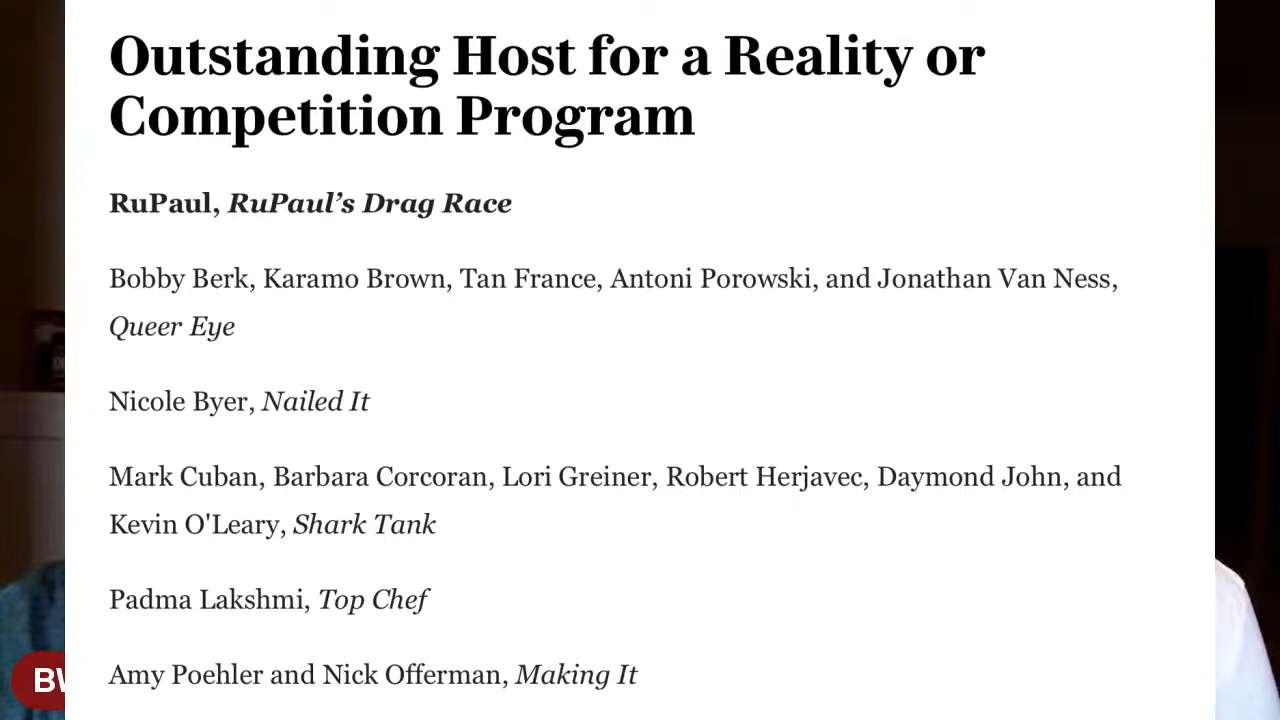 Outstanding Host for a Reality or
Competition Program
RuPaul, RuPaul’s Drag Race
Bobby Berk, Karamo Brown, Tan France, Antoni Porowski, and Jonathan Van Ness,
Queer Eye
Nicole Byer, Nailed It
Mark Cuban, Barbara Corcoran, Lori Greiner, Robert Herjavec, Daymond John, and
Kevin O'Leary, Shark Tank
Padma Lakshmi, Top Chef
Amy Poehler and Nick Offerman, Making It